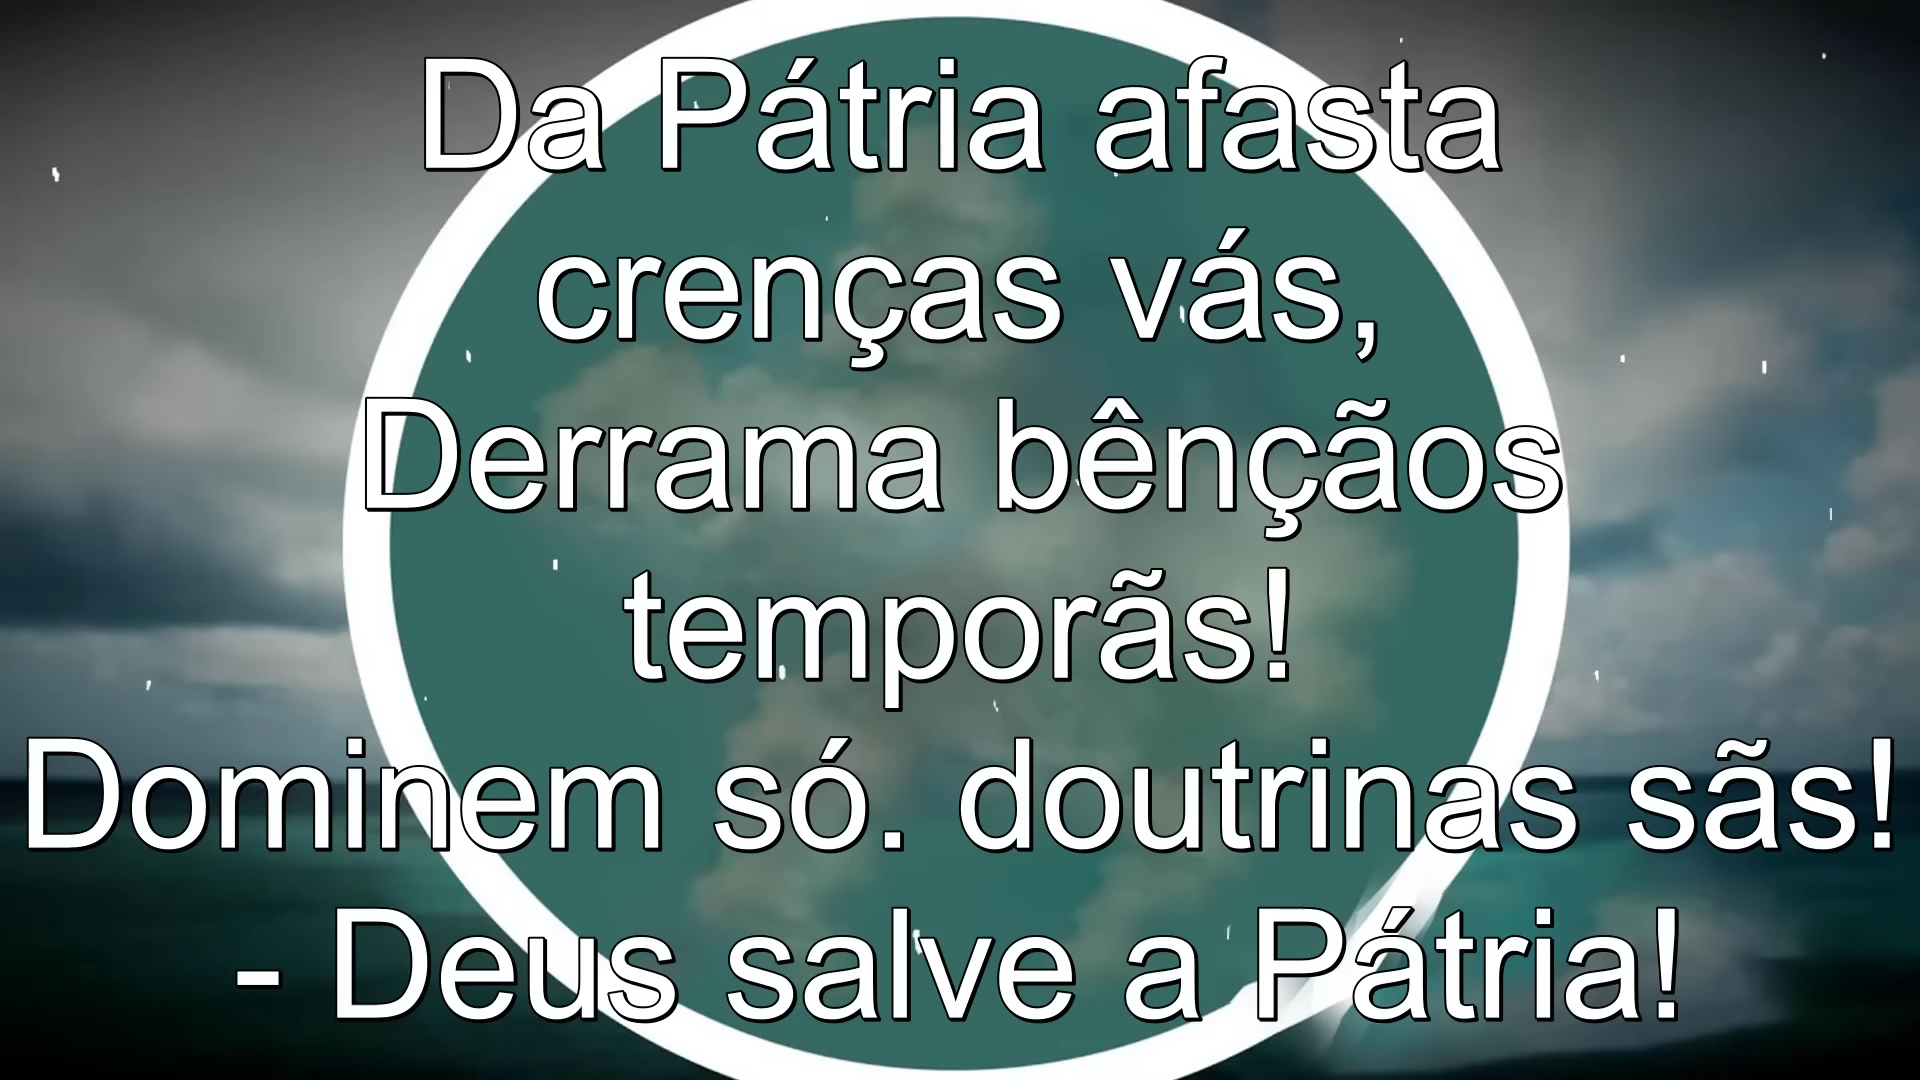 Da Pátria afasta
crenças vás,
Derrama bênçãos
temporãs!
Dominem só. doutrinas sãs!
- Deus salve a Pátria!